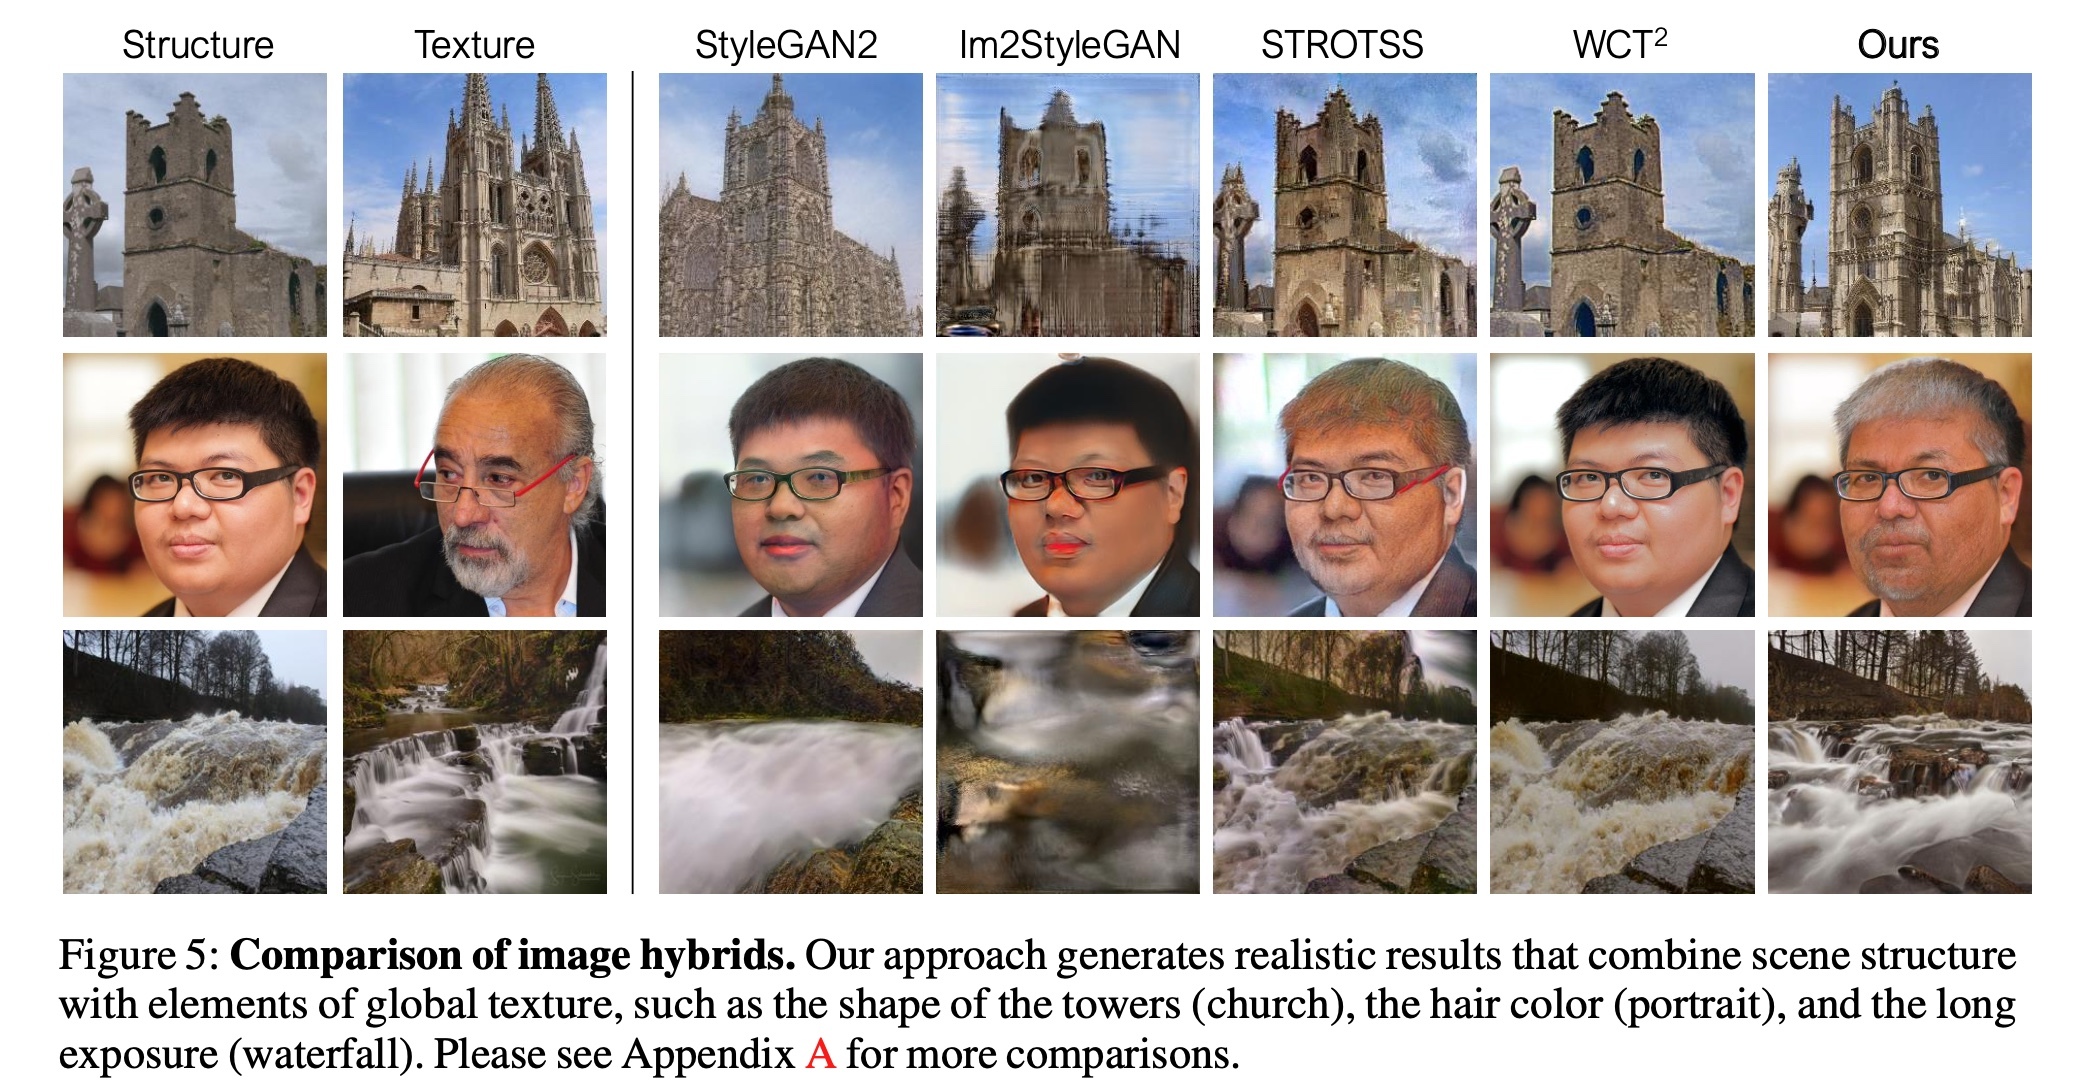 Structure Texture StyleGAN2 Im2StyleGAN STROTSS WCT² Ours
Figure 5: Comparison of image hybrids. Our approach generates realistic results that combine scene structure
with elements of global texture, such as the shape of the towers (church), the hair color (portrait), and the long
exposure (waterfall). Please see Appendix A for more comparisons.